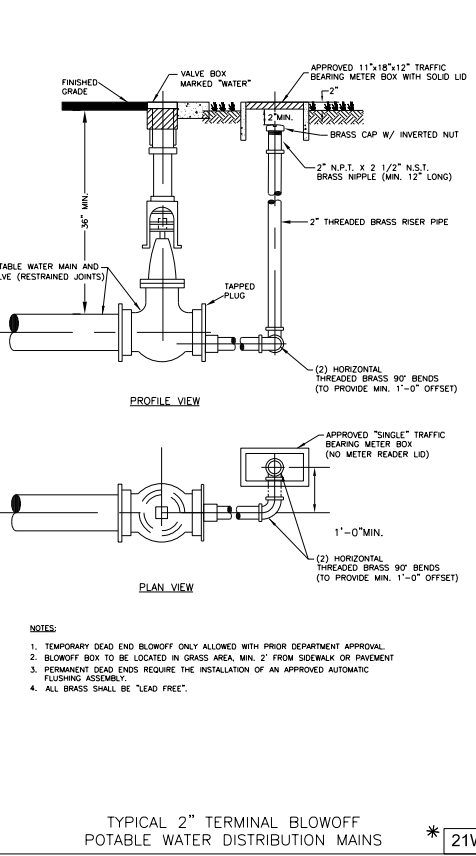 VALVE BOX
MARKED "WATER"
APPROVED 11"x18"x12" TRAFFIC
BEARING METER BOX WITH SOLID LID
FINISHED
GRADE
2"
2"MIN.
BRASS CAP W/ INVERTED NUT
2" N.P.T. X 2 1/2" N.S.T.
BRASS NIPPLE (MIN. 12" LONG)
36" MIN.
2" THREADED BRASS RISER PIPE
TABLE WATER MAIN AND
LVE (RESTRAINED JOINTS)
TAPPED
PLUG
(2) HORIZONTAL
THREADED BRASS 90° BENDS
(TO PROVIDE MIN. 1'-0" OFFSET)
PROFILE VIEW
APPROVED "SINGLE" TRAFFIC
BEARING METER BOX
(NO METER READER LID)
1'-0"MIN.
(2) HORIZONTAL
THREADED BRASS 90° BENDS
(TO PROVIDE MIN. 1'-0" OFFSET)
PLAN VIEW
NOTES:
1. TEMPORARY DEAD END BLOWOFF ONLY ALLOWED WITH PRIOR DEPARTMENT APPROVAL.
2. BLOWOFF BOX TO BE LOCATED IN GRASS AREA, MIN. 2' FROM SIDEWALK OR PAVEMENT
3. PERMANENT DEAD ENDS REQUIRE THE INSTALLATION OF AN APPROVED AUTOMATIC
FLUSHING ASSEMBLY.
4. ALL BRASS SHALL BE "LEAD FREE".
TYPICAL 2" TERMINAL BLOWOFF
POTABLE WATER DISTRIBUTION MAINS
* 21W